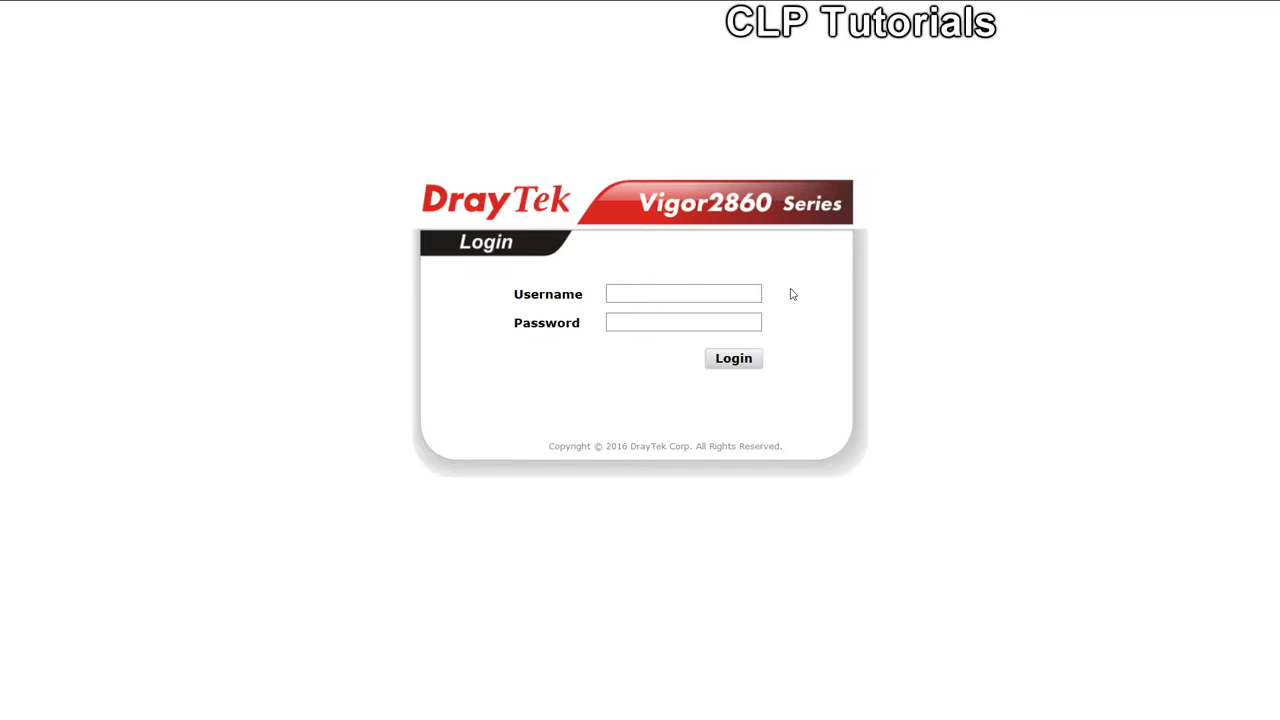 CLP Tutorials
DrayTek Vigor2860 Series
Login
Username
Password
Login
Copyright © 2016 DrayTek Corp. All Rights Reserved.